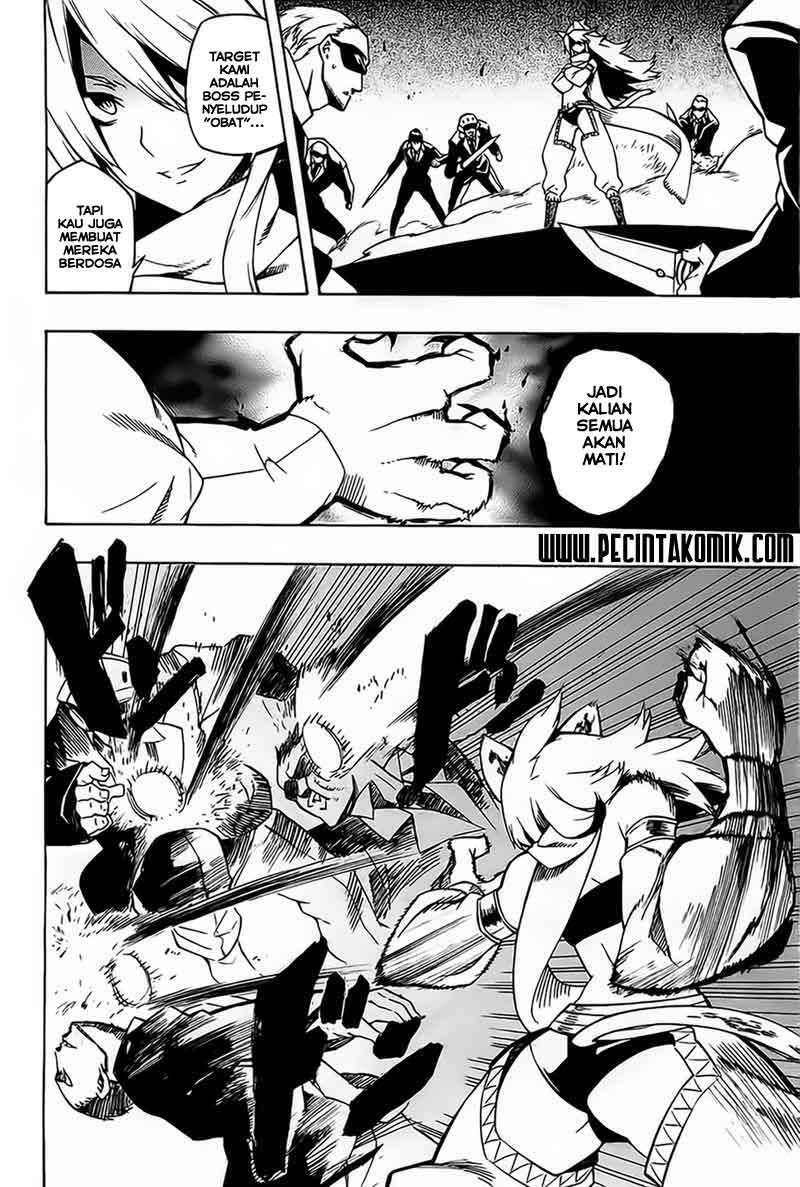 TARGET
KAMI
ADALAH
BOSS PE-
NYELUDUP
"OBAT"...
TAPI
KAU JUGA
MEMBUAT
MEREKA
BERDOSA
JADI
KALIAN
SEMUA
AKAN
MATI!
WWW.PECINTAKOMIK.COM